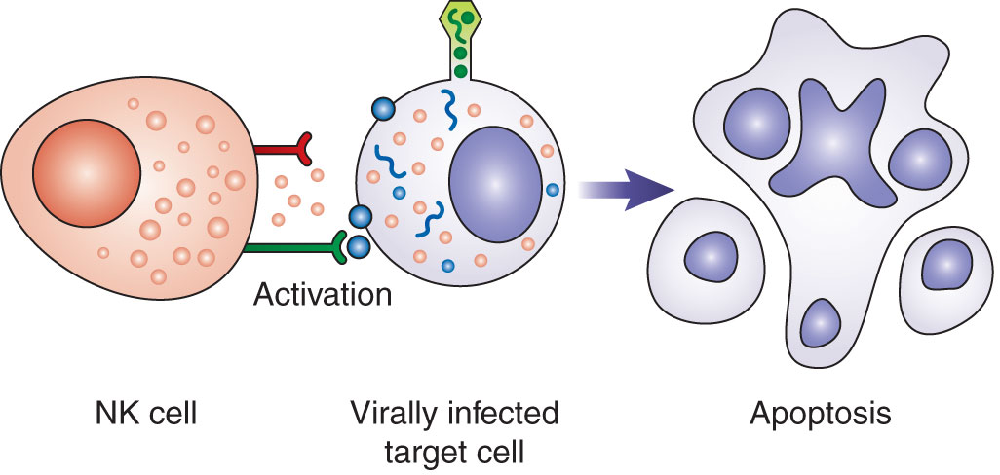 Activation
NK cell
Virally infected
target cell
Apoptosis